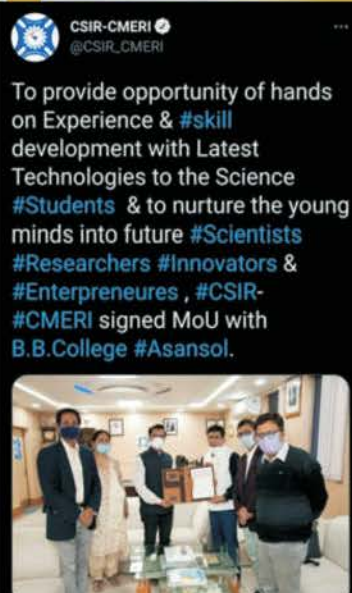 CSIR-CMERI
@CSIR_CMERI
To provide opportunity of hands
on Experience & #skill
development with Latest
Technologies to the Science
#Students & to nurture the young
minds into future #Scientists
#Researchers #Innovators &
#Enterpreneures , #CSIR-
#CMERI signed MoU with
B.B.College #Asansol.